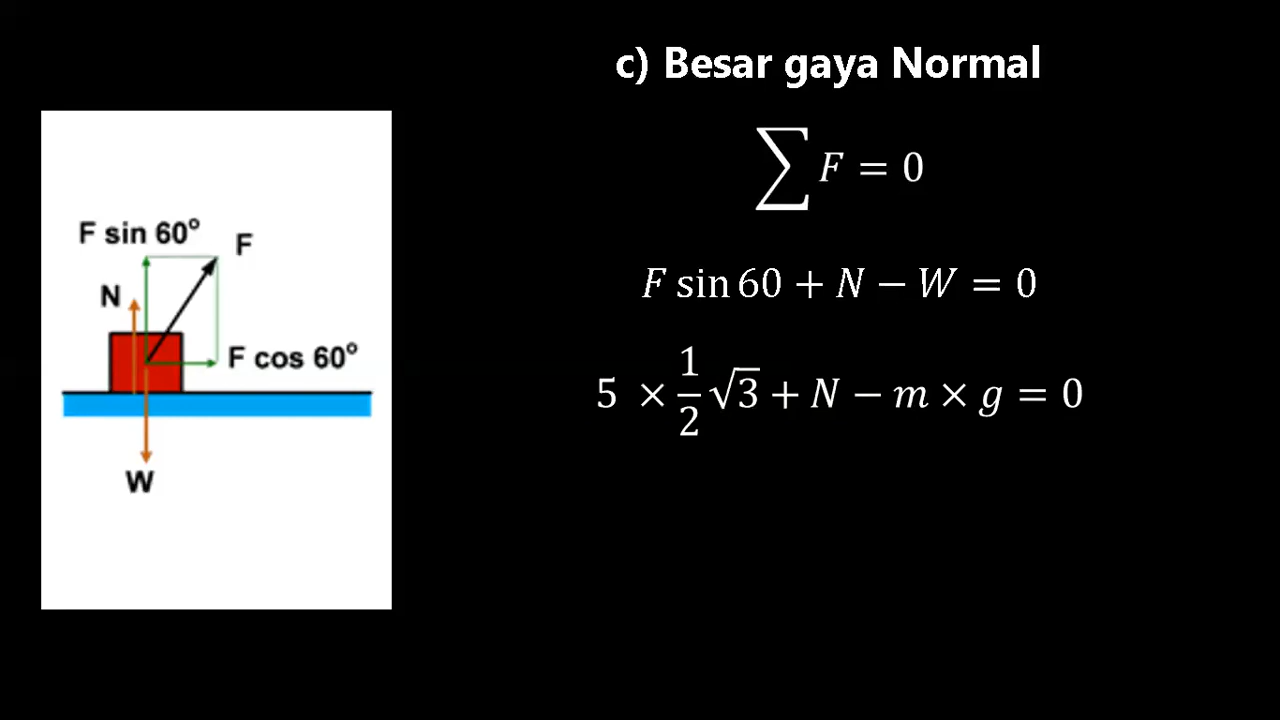 c) Besar gaya Normal
∑ F = 0
F sin 60 + N − W = 0
5 × 1/2 √3 + N − m × g = 0
F sin 60°
F
N
F cos 60°
W